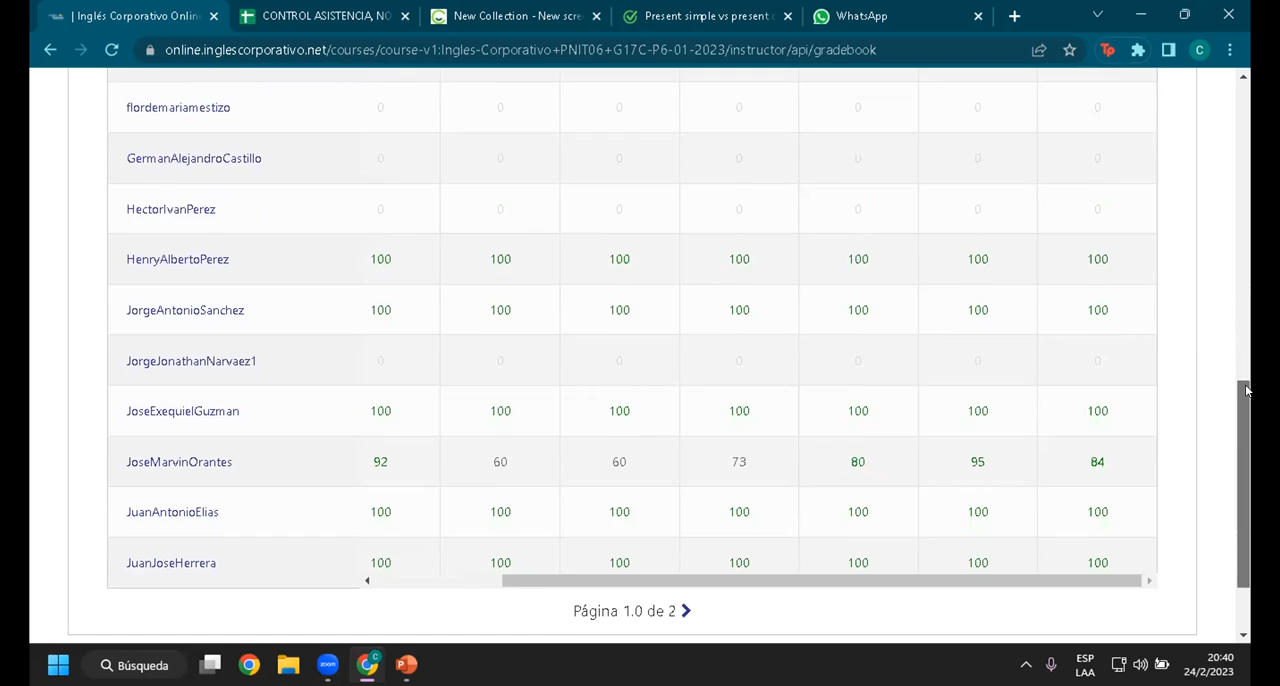 | Inglés Corporativo Onlin
CONTROL ASISTENCIA, NO
New Collection - New scre
Present simple vs present c
WhatsApp
online.inglescorporativo.net/courses/course-v1:Ingles-Corporativo+PNIT06+G17C-P6-01-2023/instructor/api/gradebook
Tp
C
flordemariamestizo 0 0 0 0 0 0 0
GermanAlejandroCastillo 0 0 0 0 0 0 0
HectorIvanPerez 0 0 0 0 0 0 0
HenryAlbertoPerez 100 100 100 100 100 100 100
JorgeAntonioSanchez 100 100 100 100 100 100 100
JorgeJonathanNarvaez1 0 0 0 0 0 0 0
JoseExequielGuzman 100 100 100 100 100 100 100
JoseMarvinOrantes 92 60 60 73 80 95 84
JuanAntonioElias 100 100 100 100 100 100 100
JuanJoseHerrera 100 100 100 100 100 100 100
Página 1.0 de 2
Búsqueda
zoom
ESP
LAA
20:40
24/2/2023